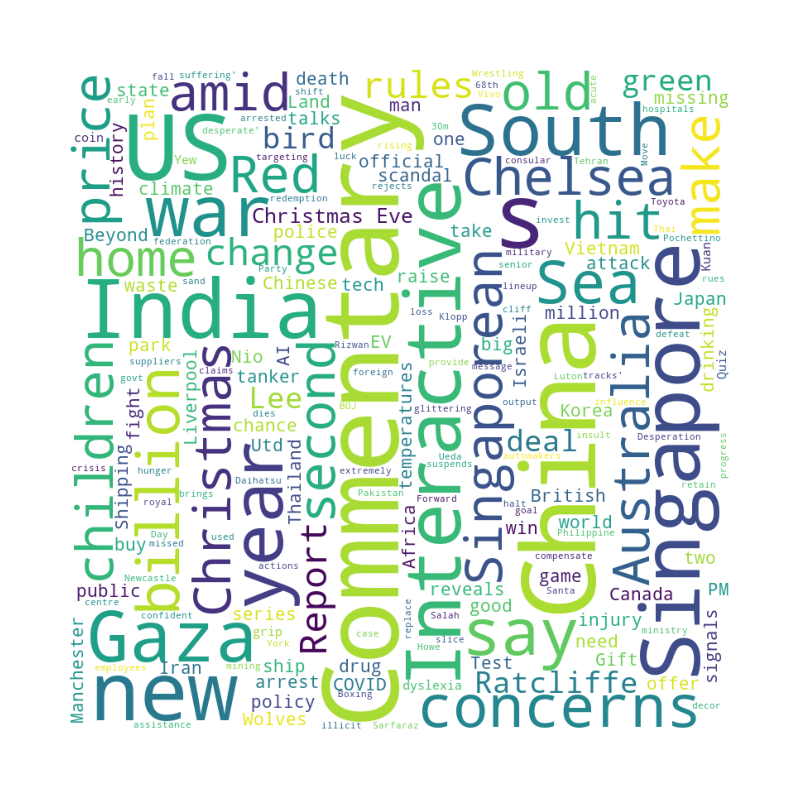 fall
suffering'
death
Wrestling
68th
Vivo
acute
price
state
amid
shift
man
rules
old
green
hospitals
early
plan
arrested
Land
missing
coin
desperate'
talks
30m
US
bird
one
rising
South
make
history
Yew
targeting
official
luck
rejects
consular
Tehran
Move
climate
Red
scandal
Chelsea
Toyota
redemption
war
Christmas Eve
take
invest
s
hit
Thai
Beyond
federation
police
military
Vietnam
Pochettino
home
Party
change
senior
attack
Kuan
rues
waste
sand
Chinese
tech
raise
lineup
Sea
Japan
India
loss
Klopp
cliff
million
defeat
park
Nio
AI
Rizwan
EV
big
Israeli
drinking
Quiz
suppliers
claims
provide
message
Luton
tracks'
children
govt
Liverpool
tanker
foreign
temperatures
output
influence
billion
Lee
BOJ
glittering
Korea
Desperation
fight
chance
insult
Christmas
year
second
Commentary
Interactive
Singaporean
China
Australia
Singapore
Utd
deal
automakers
crisis
hunger
dies
extremely
Ueda
progress
Shipping
royal
Daihatsu
Thailand
Pakistan
suspends
retain
brings
Forward
British
buy
Day
missed
used
Report
Africa
goal
halt
win
world
Philippine
two
Newcastle
actions
compensate
public
centre
game
reveals
Santa
Canada
PM
confident
series
replace
Salah
good
signals
Gaza
grip
York
case
slice
say
injury
Manchester
Howe
need
ministry
employees
Iran
mining
ship
drug
Test
Gift
new
arrest
COVID
dyslexia
Ratcliffe
offer
policy
Boxing
decor
assistance
Wolves
illicit
Sarfaraz
concerns